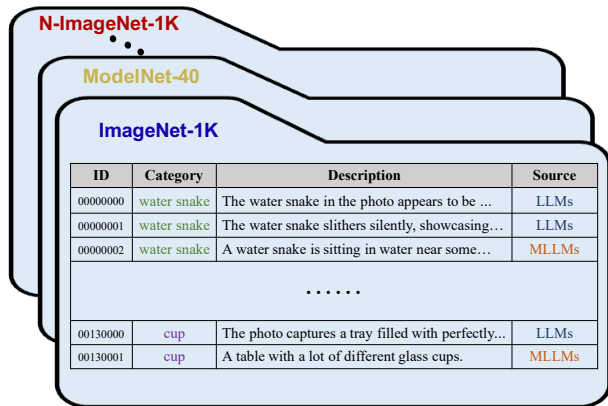 N-ImageNet-1K
...
ModelNet-40
ImageNet-1K
ID Category Description Source
00000000 water snake The water snake in the photo appears to be ... LLMs
00000001 water snake The water snake slithers silently, showcasing... LLMs
00000002 water snake A water snake is sitting in water near some... MLLMs
......
00130000 cup The photo captures a tray filled with perfectly... LLMs
00130001 cup A table with a lot of different glass cups. MLLMs